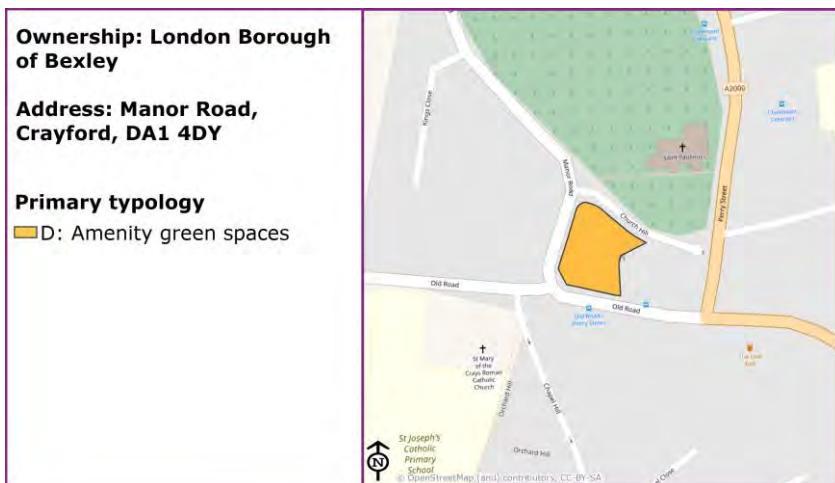 Ownership: London Borough
of Bexley
Address: Manor Road,
Crayford, DA1 4DY
Primary typology
D: Amenity green spaces
Kings Close
Manor Road
Church Hill
Perry Street
A2000
Old Road
Old Road
St Mary
of the
Crays Roman
Catholic
Church
Orchard Hill
Chapel Hill
Orchard Hill
St Joseph's
Catholic
Primary
School
N
© OpenStreetMap (and) contributors, CC-BY-SA